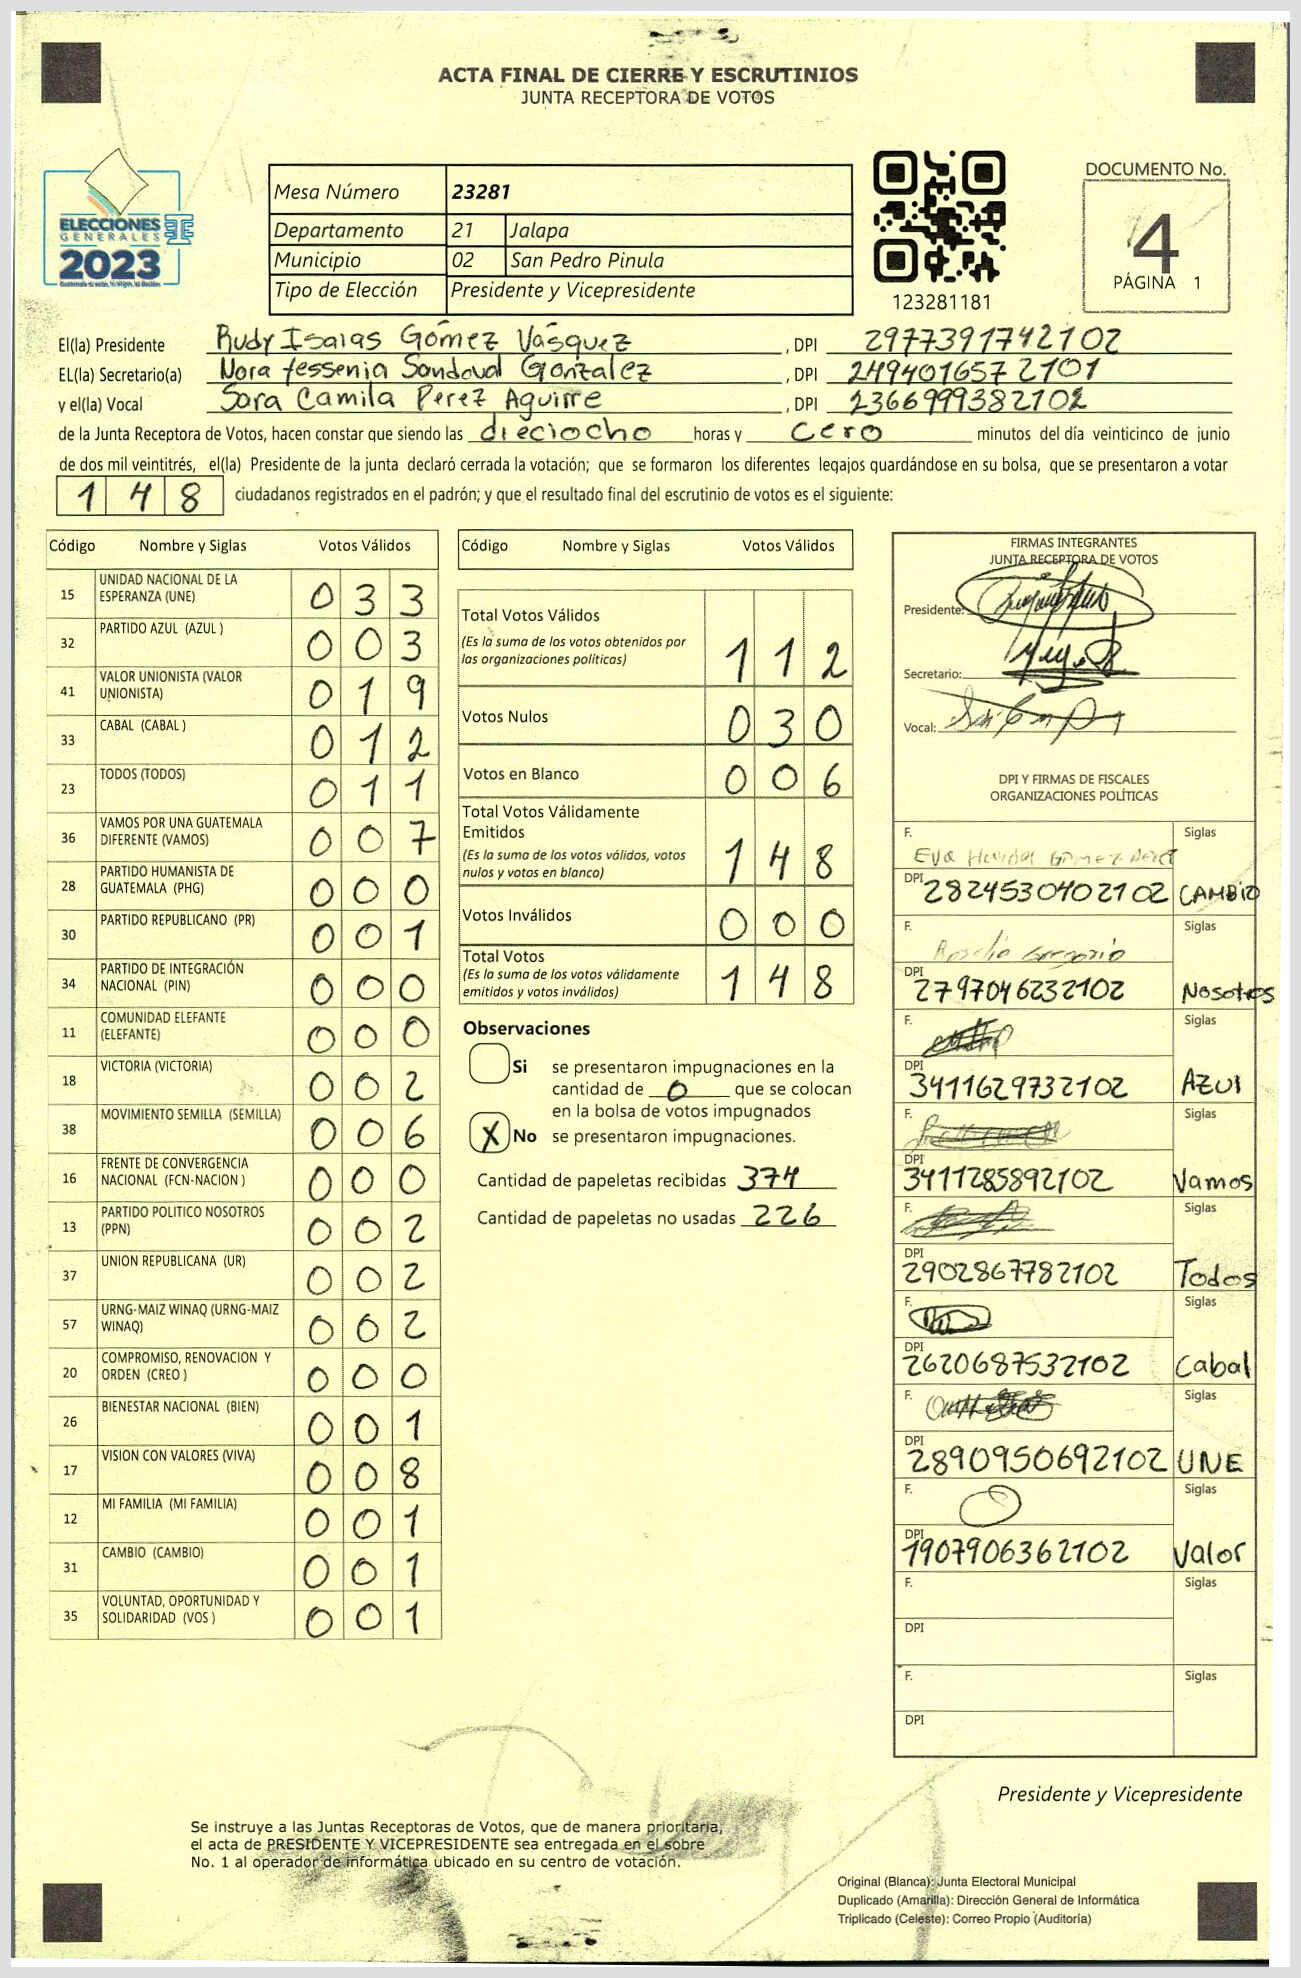 ACTA FINAL DE CIERRE Y ESCRUTINIOS
JUNTA RECEPTORA DE VOTOS
ELECCIONES
GENERALES
2023
Mesa Número 23281
Departamento 21 Jalapa
Municipio 02 San Pedro Pinula
Tipo de Elección Presidente y Vicepresidente
123281181
DOCUMENTO No.
4
PÁGINA 1
El(la) Presidente Rudy Isaias Gómez Vásquez , DPI 2977391742102
EL(la) Secretario(a) Nora Yessenia Sandoval Gonzalez , DPI 249401657 2101
y el(la) Vocal Sara Camila Perez Aguirre , DPI 2366999382102
de la Junta Receptora de Votos, hacen constar que siendo las dieciocho horas y cero minutos del día veinticinco de junio
de dos mil veintitrés, el(la) Presidente de la junta declaró cerrada la votación; que se formaron los diferentes legajos guardándose en su bolsa, que se presentaron a votar
1 4 8 ciudadanos registrados en el padrón; y que el resultado final del escrutinio de votos es el siguiente:
Código Nombre y Siglas Votos Válidos
15 UNIDAD NACIONAL DE LA ESPERANZA (UNE) 0 3 3
32 PARTIDO AZUL (AZUL ) 0 0 3
41 VALOR UNIONISTA (VALOR UNIONISTA) 0 1 9
33 CABAL (CABAL ) 0 1 2
23 TODOS (TODOS) 0 1 1
36 VAMOS POR UNA GUATEMALA DIFERENTE (VAMOS) 0 0 7
28 PARTIDO HUMANISTA DE GUATEMALA (PHG) 0 0 0
30 PARTIDO REPUBLICANO (PR) 0 0 1
34 PARTIDO DE INTEGRACIÓN NACIONAL (PIN) 0 0 0
11 COMUNIDAD ELEFANTE (ELEFANTE) 0 0 0
18 VICTORIA (VICTORIA) 0 0 2
38 MOVIMIENTO SEMILLA (SEMILLA) 0 0 6
16 FRENTE DE CONVERGENCIA NACIONAL (FCN-NACION ) 0 0 0
13 PARTIDO POLITICO NOSOTROS (PPN) 0 0 2
37 UNION REPUBLICANA (UR) 0 0 2
57 URNG-MAIZ WINAQ (URNG-MAIZ WINAQ) 0 0 2
20 COMPROMISO, RENOVACION Y ORDEN (CREO ) 0 0 0
26 BIENESTAR NACIONAL (BIEN) 0 0 1
17 VISION CON VALORES (VIVA) 0 0 8
12 MI FAMILIA (MI FAMILIA) 0 0 1
31 CAMBIO (CAMBIO) 0 0 1
35 VOLUNTAD, OPORTUNIDAD Y SOLIDARIDAD (VOS ) 0 0 1
Código Nombre y Siglas Votos Válidos
Total Votos Válidos
(Es la suma de los votos obtenidos por
las organizaciones políticas) 1 1 2
Votos Nulos 0 3 0
Votos en Blanco 0 0 6
Total Votos Válidamente
Emitidos
(Es la suma de los votos válidos, votos
nulos y votos en blanco) 1 4 8
Votos Inválidos 0 0 0
Total Votos
(Es la suma de los votos válidamente
emitidos y votos inválidos) 1 4 8
Observaciones
Si se presentaron impugnaciones en la
cantidad de 0 que se colocan
en la bolsa de votos impugnados
X No se presentaron impugnaciones.
Cantidad de papeletas recibidas 374
Cantidad de papeletas no usadas 226
FIRMAS INTEGRANTES
JUNTA RECEPTORA DE VOTOS
Presidente:
Secretario:
Vocal:
DPI Y FIRMAS DE FISCALES
ORGANIZACIONES POLÍTICAS
F. Siglas
DPI 2824530402102 CAMBIO
F. Siglas
DPI 2797046232102 Nosotros
F. Siglas
DPI 3411629732102 AZUl
F. Siglas
DPI 3411285892102 Vamos
F. Siglas
DPI 2902867782102 Todos
F. Siglas
DPI 2620687532102 Cabal
F. Siglas
DPI 2890950692102 UNE
F. Siglas
DPI 1907906362102 Valor
F. Siglas
DPI
F. Siglas
DPI
Presidente y Vicepresidente
Se instruye a las Juntas Receptoras de Votos, que de manera prioritaria,
el acta de PRESIDENTE Y VICEPRESIDENTE sea entregada en el sobre
No. 1 al operador de informática ubicado en su centro de votación.
Original (Blanca): Junta Electoral Municipal
Duplicado (Amarilla): Dirección General de Informática
Triplicado (Celeste): Correo Propio (Auditoría)